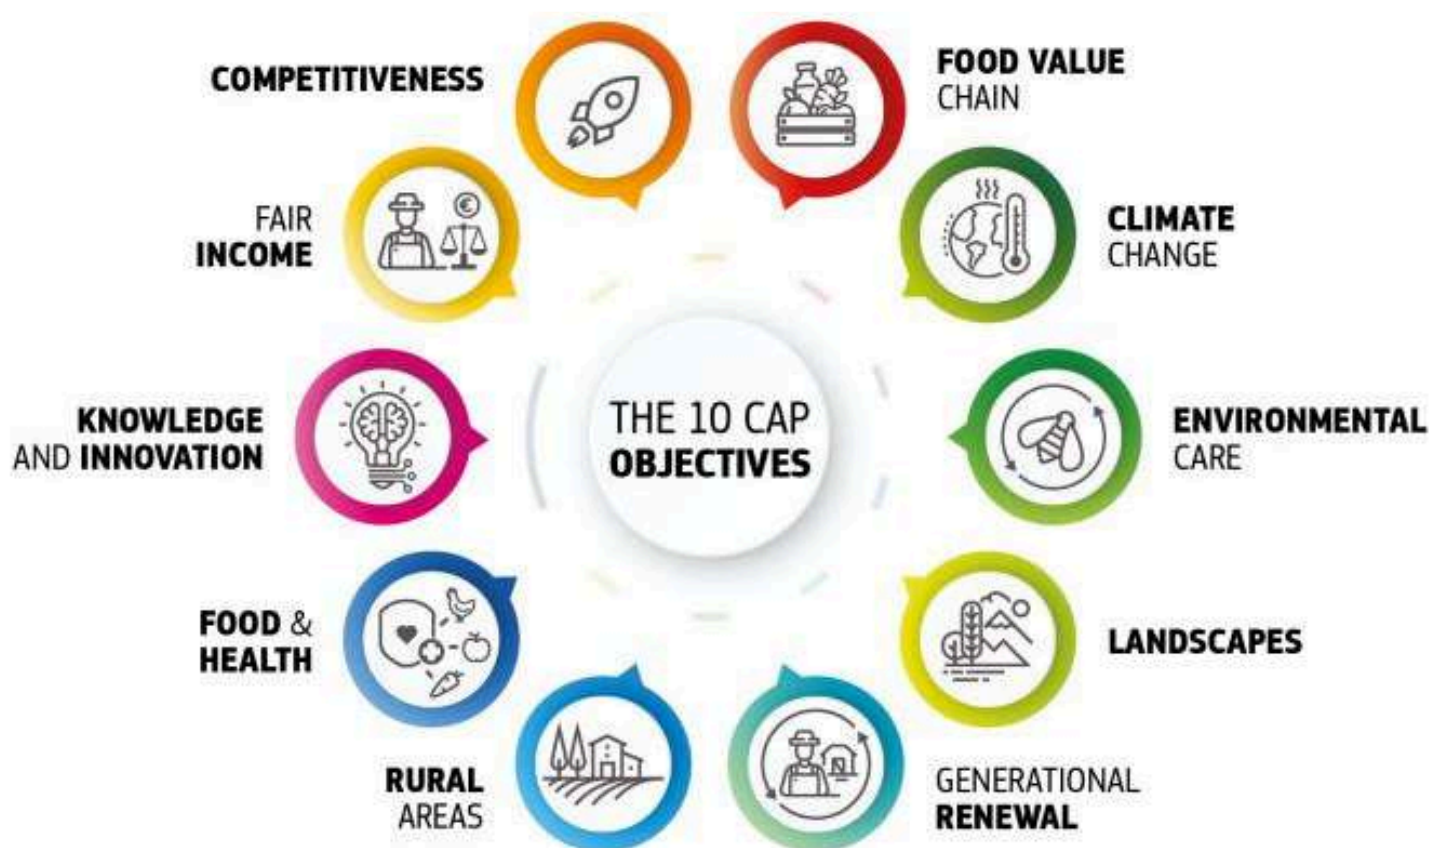 COMPETITIVENESS
FOOD VALUE
CHAIN
FAIR
INCOME
€
CLIMATE
CHANGE
KNOWLEDGE
AND INNOVATION
THE 10 CAP
OBJECTIVES
ENVIRONMENTAL
CARE
FOOD &
HEALTH
LANDSCAPES
RURAL
AREAS
GENERATIONAL
RENEWAL